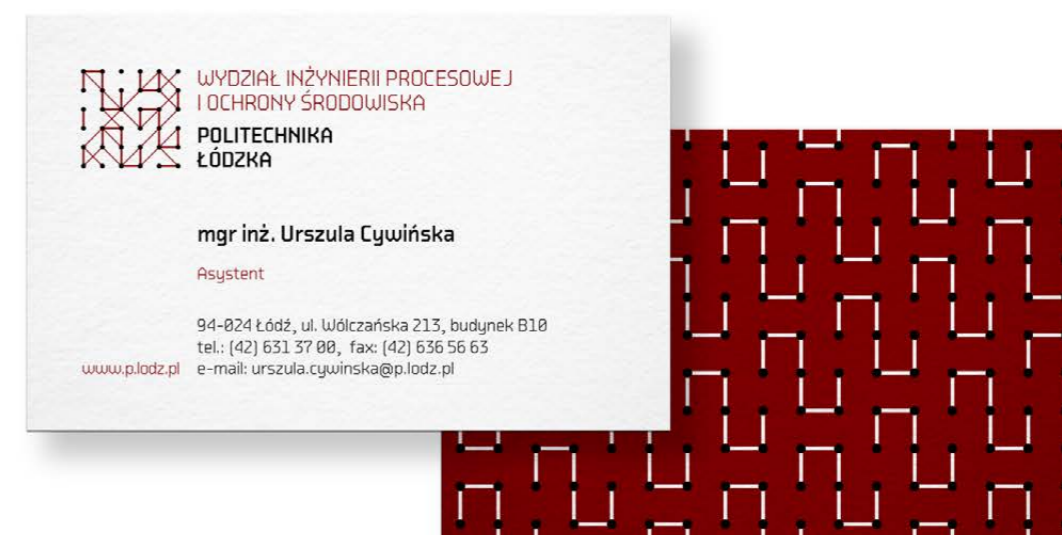 WYDZIAŁ INŻYNIERII PROCESOWEJ
I OCHRONY ŚRODOWISKA
POLITECHNIKA
ŁÓDZKA
mgr inż. Urszula Cywińska
Asystent
94-024 Łódź, ul. Wólczańska 213, budynek B10
tel.: (42) 631 37 00, fax: (42) 636 56 63
www.p.lodz.pl e-mail: urszula.cywinska@p.lodz.pl